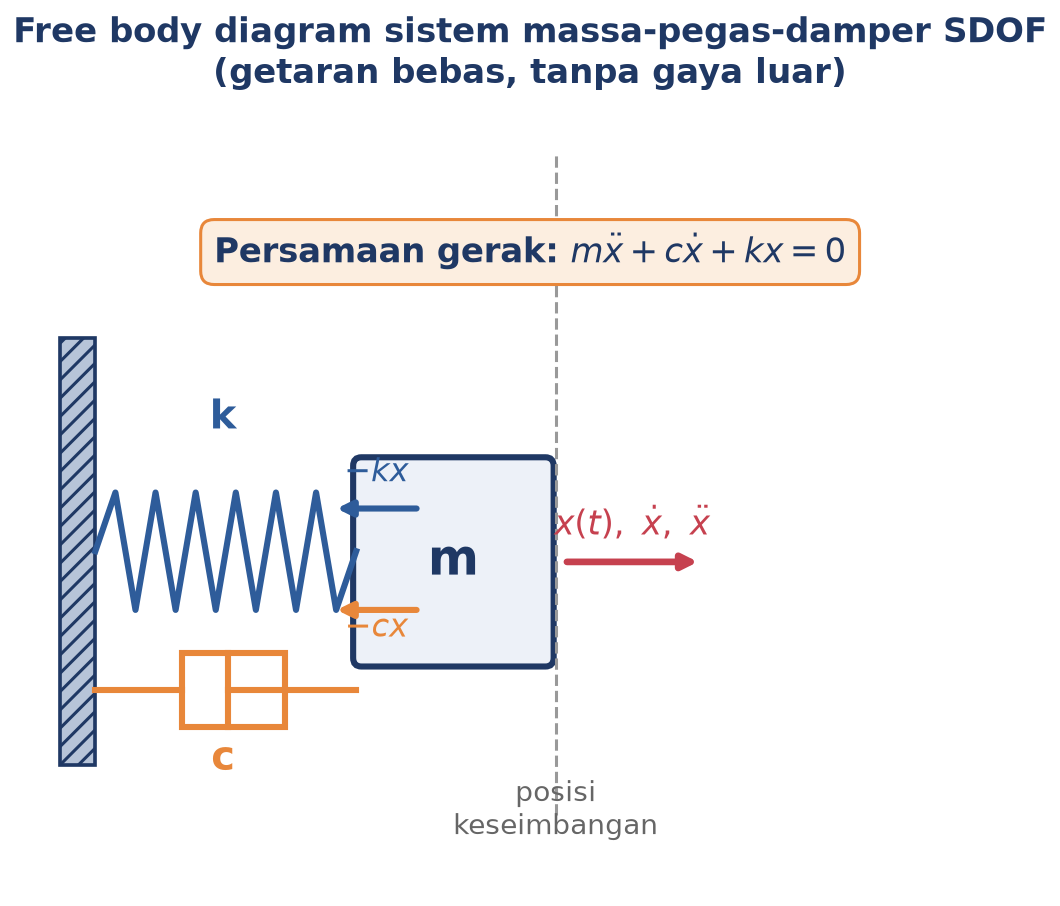 Free body diagram sistem massa-pegas-damper SDOF
(getaran bebas, tanpa gaya luar)
Persamaan gerak: mẍ + cẋ + kx = 0
k
−kx
x(t), ẋ, ẍ
m
−cx
c
posisi
keseimbangan